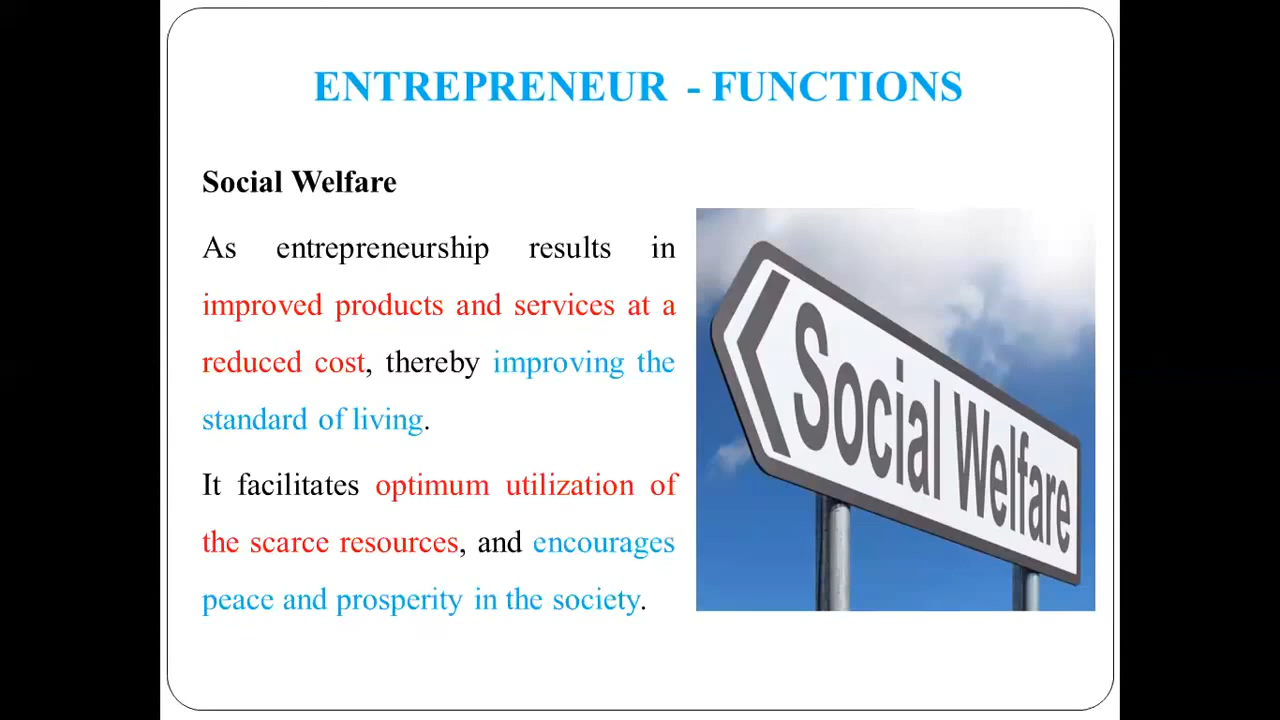 ENTREPRENEUR - FUNCTIONS
Social Welfare
As entrepreneurship results in
improved products and services at a
reduced cost, thereby improving the
standard of living.
It facilitates optimum utilization of
the scarce resources, and encourages
peace and prosperity in the society.
Social Welfare